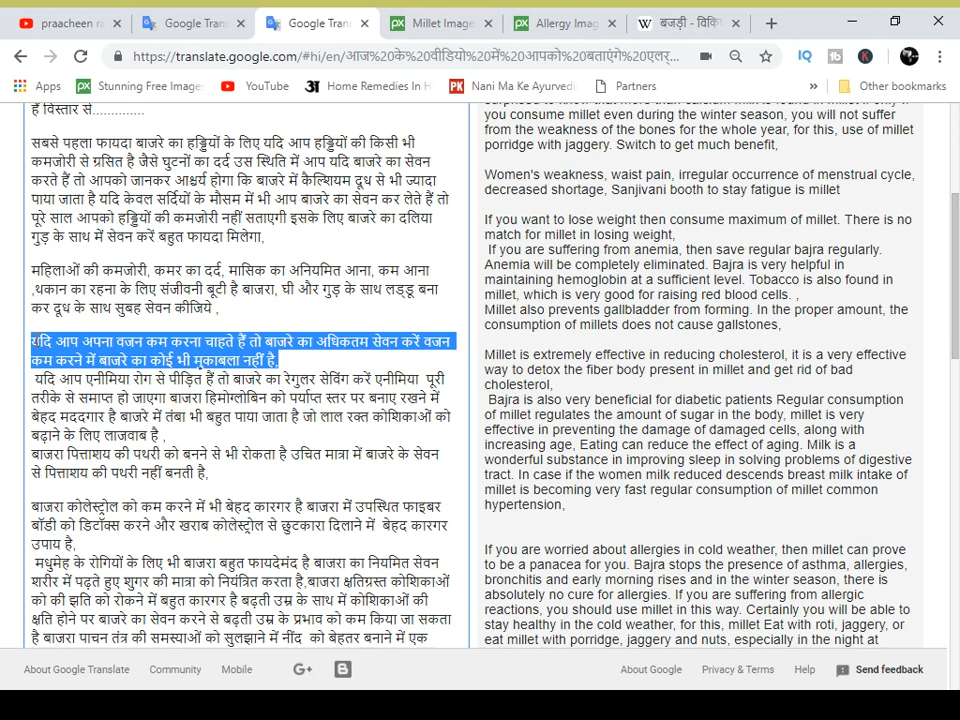 praacheen ra
Google Trans
Google Trans
Millet Image
Allergy Imag
बजड़ी - विकि
https://translate.google.com/#hi/en/आज%20के%20वीडियो%20में%20आपको%20बताएंगे%20एलर्...
Apps
Stunning Free Image
YouTube
Home Remedies In H
Nani Ma Ke Ayurvedi
Partners
»
Other bookmarks
हैं विस्तार से..............
सबसे पहला फायदा बाजरे का हड्डियों के लिए यदि आप हड्डियों की किसी भी
कमजोरी से ग्रसित है जैसे घुटनों का दर्द उस स्थिति में आप यदि बाजरे का सेवन
करते हैं तो आपको जानकर आश्चर्य होगा कि बाजरे में कैल्शियम दूध से भी ज्यादा
पाया जाता है यदि केवल सर्दियों के मौसम में भी आप बाजरे का सेवन कर लेते हैं तो
पूरे साल आपको हड्डियों की कमजोरी नहीं सताएगी इसके लिए बाजरे का दलिया
गुड़ के साथ में सेवन करें बहुत फायदा मिलेगा,
महिलाओं की कमजोरी, कमर का दर्द, मासिक का अनियमित आना, कम आना
,थकान का रहना के लिए संजीवनी बूटी है बाजरा, घी और गुड़ के साथ लड्डू बना
कर दूध के साथ सुबह सेवन कीजिये ,
यदि आप अपना वजन कम करना चाहते हैं तो बाजरे का अधिकतम सेवन करें वजन
कम करने में बाजरे का कोई भी मुकाबला नहीं है,
यदि आप एनीमिया रोग से पीड़ित हैं तो बाजरे का रेगुलर सेविंग करें एनीमिया पूरी
तरीके से समाप्त हो जाएगा बाजरा हिमोग्लोबिन को पर्याप्त स्तर पर बनाए रखने में
बेहद मददगार है बाजरे में तंबा भी बहुत पाया जाता है जो लाल रक्त कोशिकाओं को
बढ़ाने के लिए लाजवाब है ,
बाजरा पित्ताशय की पथरी को बनने से भी रोकता है उचित मात्रा में बाजरे के सेवन
से पित्ताशय की पथरी नहीं बनती है,
बाजरा कोलेस्ट्रोल को कम करने में भी बेहद कारगर है बाजरा में उपस्थित फाइबर
बॉडी को डिटॉक्स करने और खराब कोलेस्ट्रोल से छुटकारा दिलाने में बेहद कारगर
उपाय है,
मधुमेह के रोगियों के लिए भी बाजरा बहुत फायदेमंद है बाजरा का नियमित सेवन
शरीर में पढ़ते हुए शुगर की मात्रा को नियंत्रित करता है,बाजरा क्षतिग्रस्त कोशिकाओं
को की झति को रोकने में बहुत कारगर है बढ़ती उम्र के साथ में कोशिकाओं की
क्षति होने पर बाजरे का सेवन करने से बढ़ती उम्र के प्रभाव को कम किया जा सकता
है बाजरा पाचन तंत्र की समस्याओं को सुलझाने में नींद को बेहतर बनाने में एक
surprised to know that more than calcium milk is found in millet if only if
you consume millet even during the winter season, you will not suffer
from the weakness of the bones for the whole year, for this, use of millet
porridge with jaggery. Switch to get much benefit,
Women's weakness, waist pain, irregular occurrence of menstrual cycle,
decreased shortage, Sanjivani booth to stay fatigue is millet
If you want to lose weight then consume maximum of millet. There is no
match for millet in losing weight,
If you are suffering from anemia, then save regular bajra regularly.
Anemia will be completely eliminated. Bajra is very helpful in
maintaining hemoglobin at a sufficient level. Tobacco is also found in
millet, which is very good for raising red blood cells. ,
Millet also prevents gallbladder from forming. In the proper amount, the
consumption of millets does not cause gallstones,
Millet is extremely effective in reducing cholesterol, it is a very effective
way to detox the fiber body present in millet and get rid of bad
cholesterol,
Bajra is also very beneficial for diabetic patients Regular consumption
of millet regulates the amount of sugar in the body, millet is very
effective in preventing the damage of damaged cells, along with
increasing age, Eating can reduce the effect of aging. Milk is a
wonderful substance in improving sleep in solving problems of digestive
tract. In case if the women milk reduced descends breast milk intake of
millet is becoming very fast regular consumption of millet common
hypertension,
If you are worried about allergies in cold weather, then millet can prove
to be a panacea for you. Bajra stops the presence of asthma, allergies,
bronchitis and early morning rises and in the winter season, there is
absolutely no cure for allergies. If you are suffering from allergic
reactions, you should use millet in this way. Certainly you will be able to
stay healthy in the cold weather, for this, millet Eat with roti, jaggery, or
eat millet with porridge, jaggery and nuts, especially in the night at
About Google Translate
Community
Mobile
G+
About Google
Privacy & Terms
Help
Send feedback